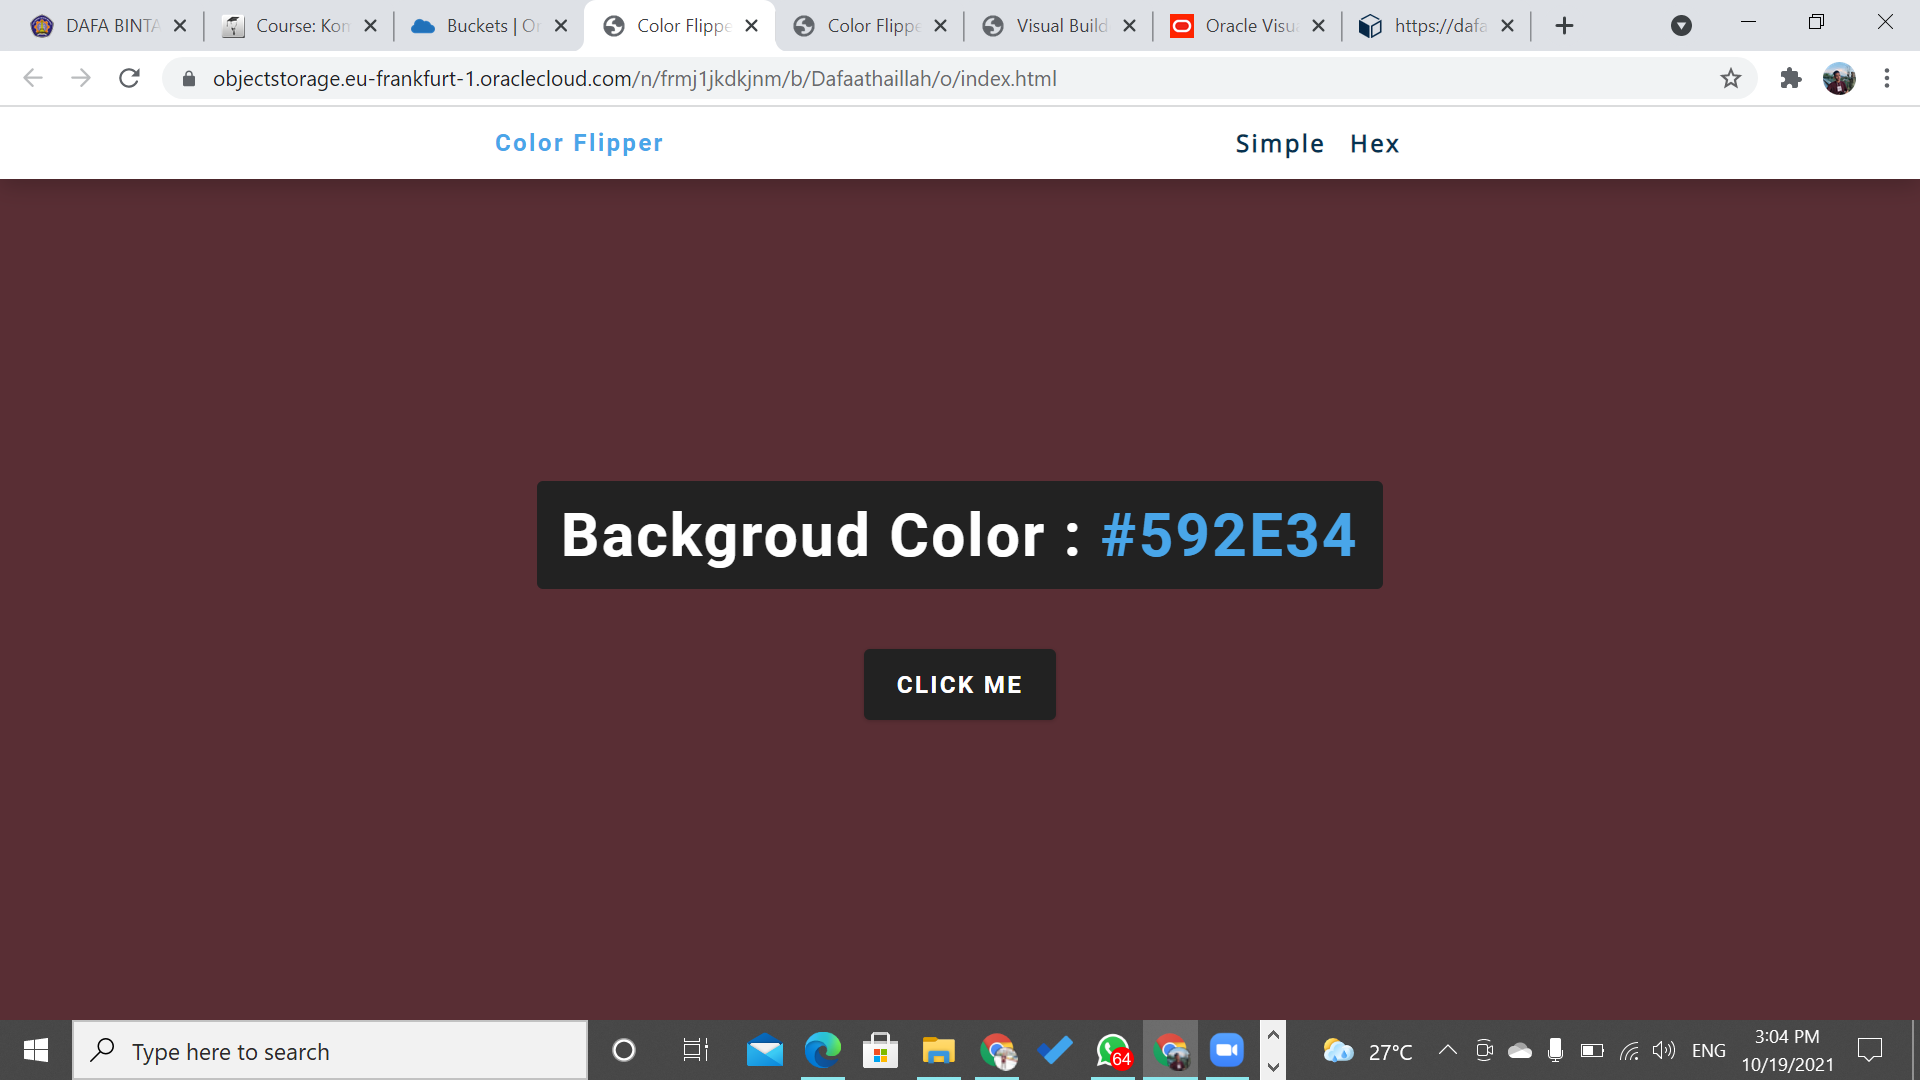 DAFA BINTA
Course: Kon
Buckets | Or
Color Flippe
Color Flippe
Visual Build
Oracle Visua
https://dafa
objectstorage.eu-frankfurt-1.oraclecloud.com/n/frmj1jkdkjnm/b/Dafaathaillah/o/index.html
Color Flipper
Simple Hex
Backgroud Color : #592E34
CLICK ME
Type here to search
64
27°C
ENG
3:04 PM
10/19/2021